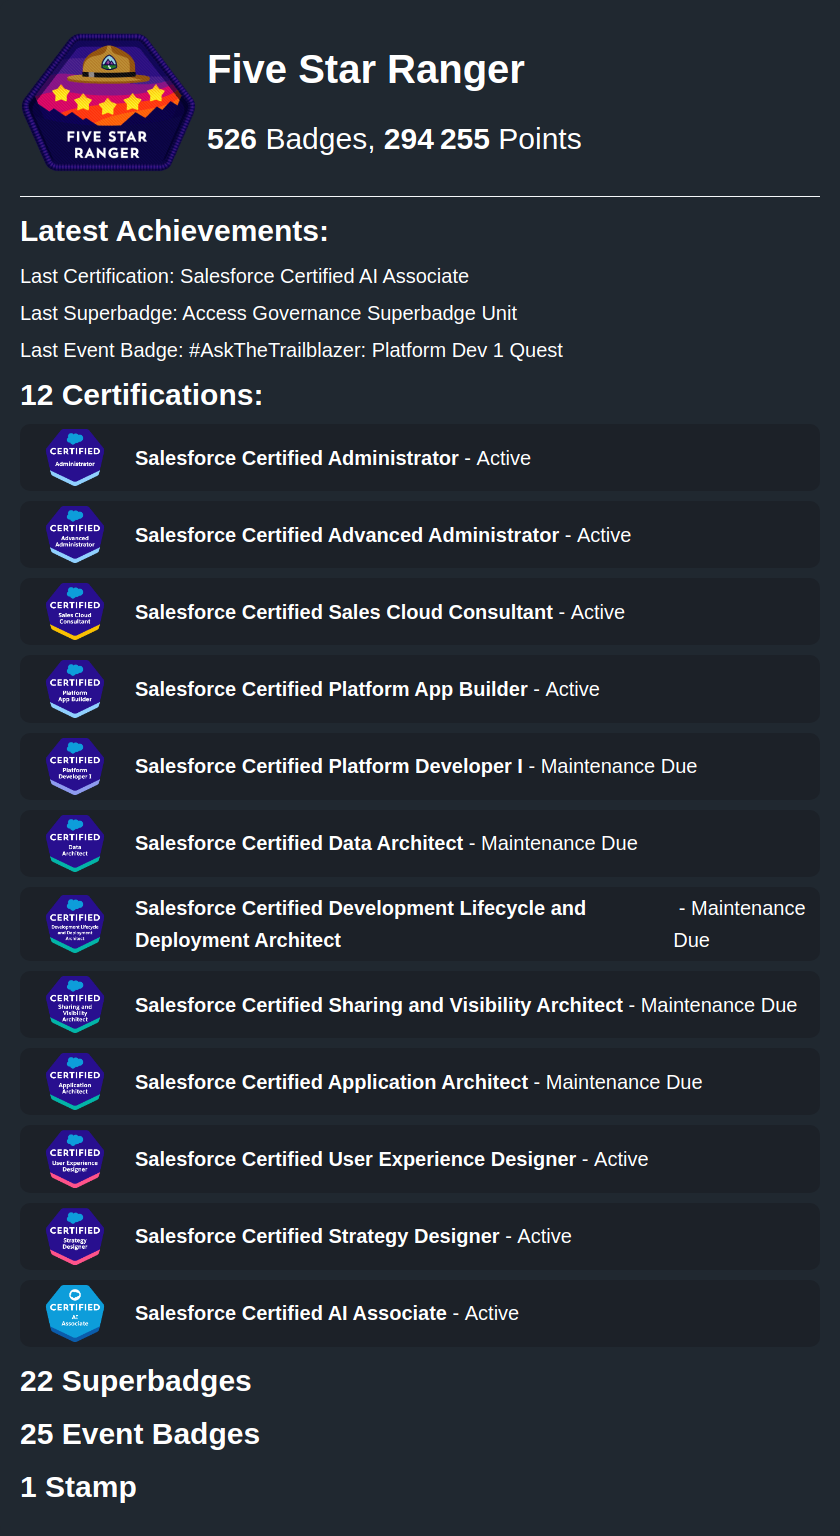 FIVE STAR
RANGER
Five Star Ranger
526 Badges, 294 255 Points
Latest Achievements:
Last Certification: Salesforce Certified AI Associate
Last Superbadge: Access Governance Superbadge Unit
Last Event Badge: #AskTheTrailblazer: Platform Dev 1 Quest
12 Certifications:
CERTIFIED
Administrator
Salesforce Certified Administrator - Active
CERTIFIED
Advanced
Administrator
Salesforce Certified Advanced Administrator - Active
CERTIFIED
Sales Cloud
Consultant
Salesforce Certified Sales Cloud Consultant - Active
CERTIFIED
Platform
App Builder
Salesforce Certified Platform App Builder - Active
CERTIFIED
Platform
Developer I
Salesforce Certified Platform Developer I - Maintenance Due
CERTIFIED
Data
Architect
Salesforce Certified Data Architect - Maintenance Due
CERTIFIED
Development Lifecycle
and Deployment
Architect
Salesforce Certified Development Lifecycle and - Maintenance
Deployment Architect Due
CERTIFIED
Sharing and
Visibility
Architect
Salesforce Certified Sharing and Visibility Architect - Maintenance Due
CERTIFIED
Application
Architect
Salesforce Certified Application Architect - Maintenance Due
CERTIFIED
User Experience
Designer
Salesforce Certified User Experience Designer - Active
CERTIFIED
Strategy
Designer
Salesforce Certified Strategy Designer - Active
CERTIFIED
AI
Associate
Salesforce Certified AI Associate - Active
22 Superbadges
25 Event Badges
1 Stamp